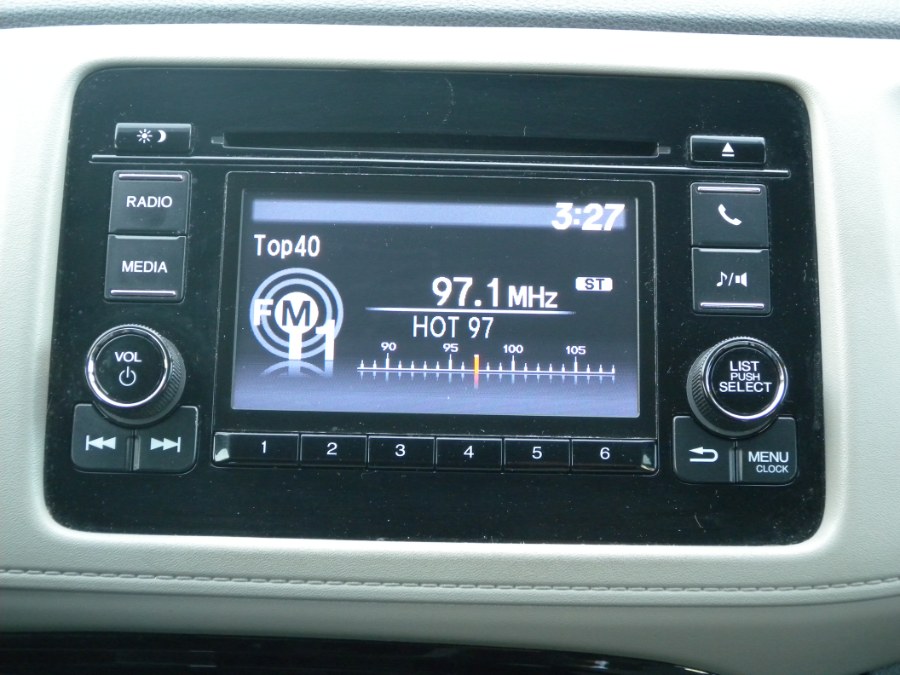 3:27
RADIO
Top40
MEDIA
97.1 MHz ST
FM
1
HOT 97
90 95 100 105
VOL
LIST
PUSH
SELECT
1 2 3 4 5 6
MENU
CLOCK